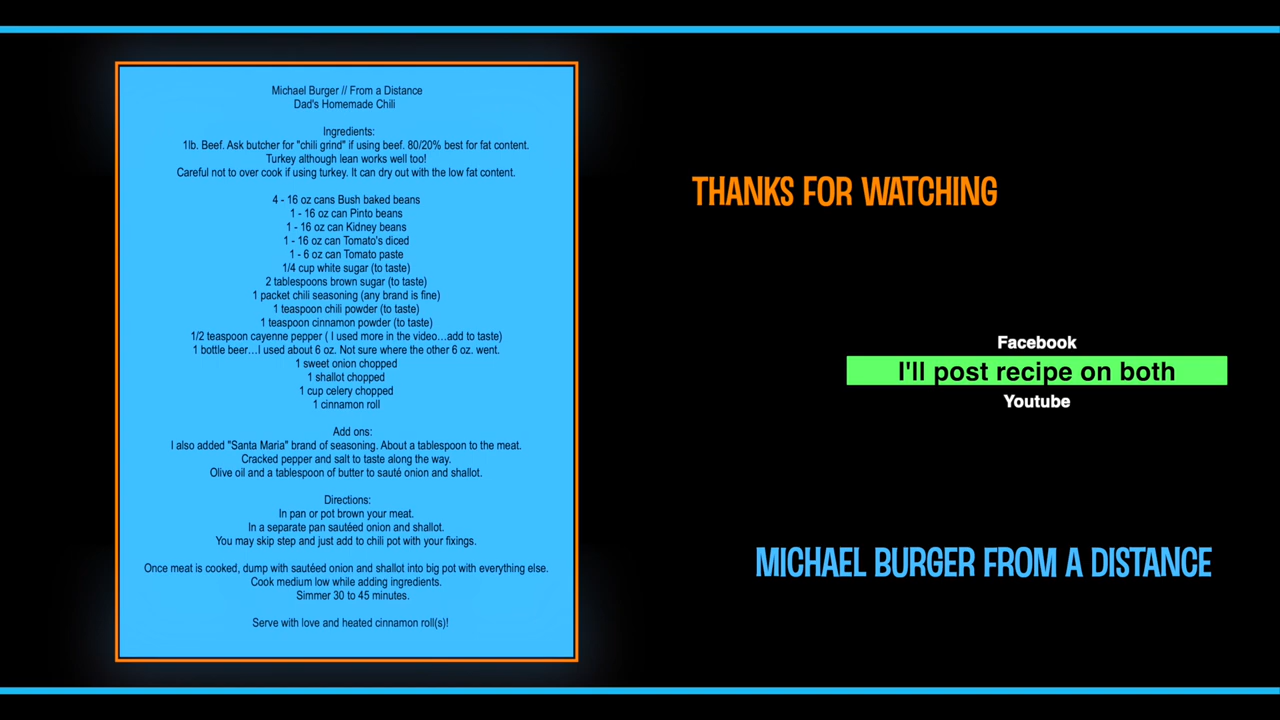 Michael Burger // From a Distance
Dad's Homemade Chili
Ingredients:
1lb. Beef. Ask butcher for "chili grind" if using beef. 80/20% best for fat content.
Turkey although lean works well too!
Careful not to over cook if using turkey. It can dry out with the low fat content.
4 - 16 oz cans Bush baked beans
1 - 16 oz can Pinto beans
1 - 16 oz can Kidney beans
1 - 16 oz can Tomato's diced
1 - 6 oz can Tomato paste
1/4 cup white sugar (to taste)
2 tablespoons brown sugar (to taste)
1 packet chili seasoning (any brand is fine)
1 teaspoon chili powder (to taste)
1 teaspoon cinnamon powder (to taste)
1/2 teaspoon cayenne pepper ( I used more in the video…add to taste)
1 bottle beer…I used about 6 oz. Not sure where the other 6 oz. went.
1 sweet onion chopped
1 shallot chopped
1 cup celery chopped
1 cinnamon roll
Add ons:
I also added "Santa Maria" brand of seasoning. About a tablespoon to the meat.
Cracked pepper and salt to taste along the way.
Olive oil and a tablespoon of butter to sauté onion and shallot.
Directions:
In pan or pot brown your meat.
In a separate pan sautéed onion and shallot.
You may skip step and just add to chili pot with your fixings.
Once meat is cooked, dump with sautéed onion and shallot into big pot with everything else.
Cook medium low while adding ingredients.
Simmer 30 to 45 minutes.
Serve with love and heated cinnamon roll(s)!
THANKS FOR WATCHING
Facebook
I'll post recipe on both
Youtube
MICHAEL BURGER FROM A DISTANCE